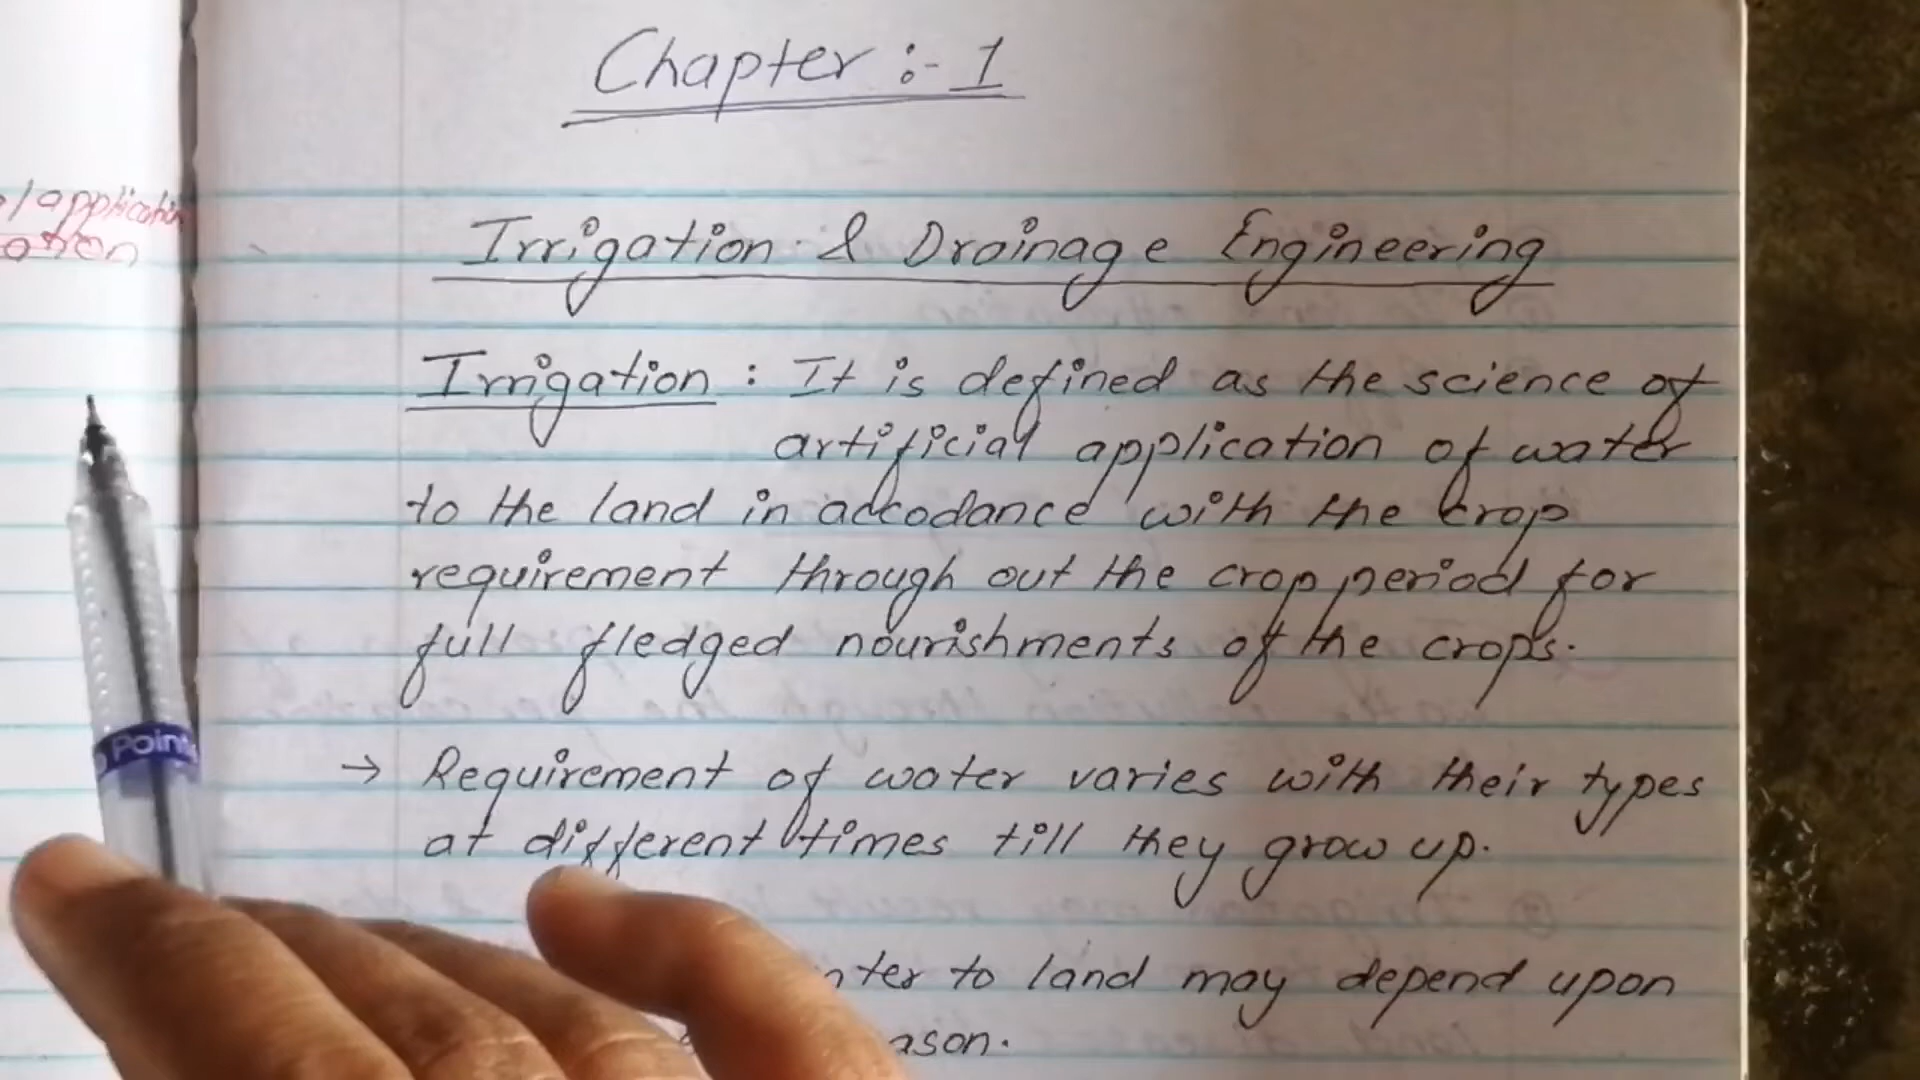 Chapter :- 1
/application
ation
Irrigation & Drainage Engineering
Irrigation : It is defined as the science of
artificial application of water
to the land in accodance with the crop
requirement through out the crop period for
full fledged nourishments of the crops.
→ Requirement of water varies with their types
at different times till they grow up.
to land may depend upon
Point